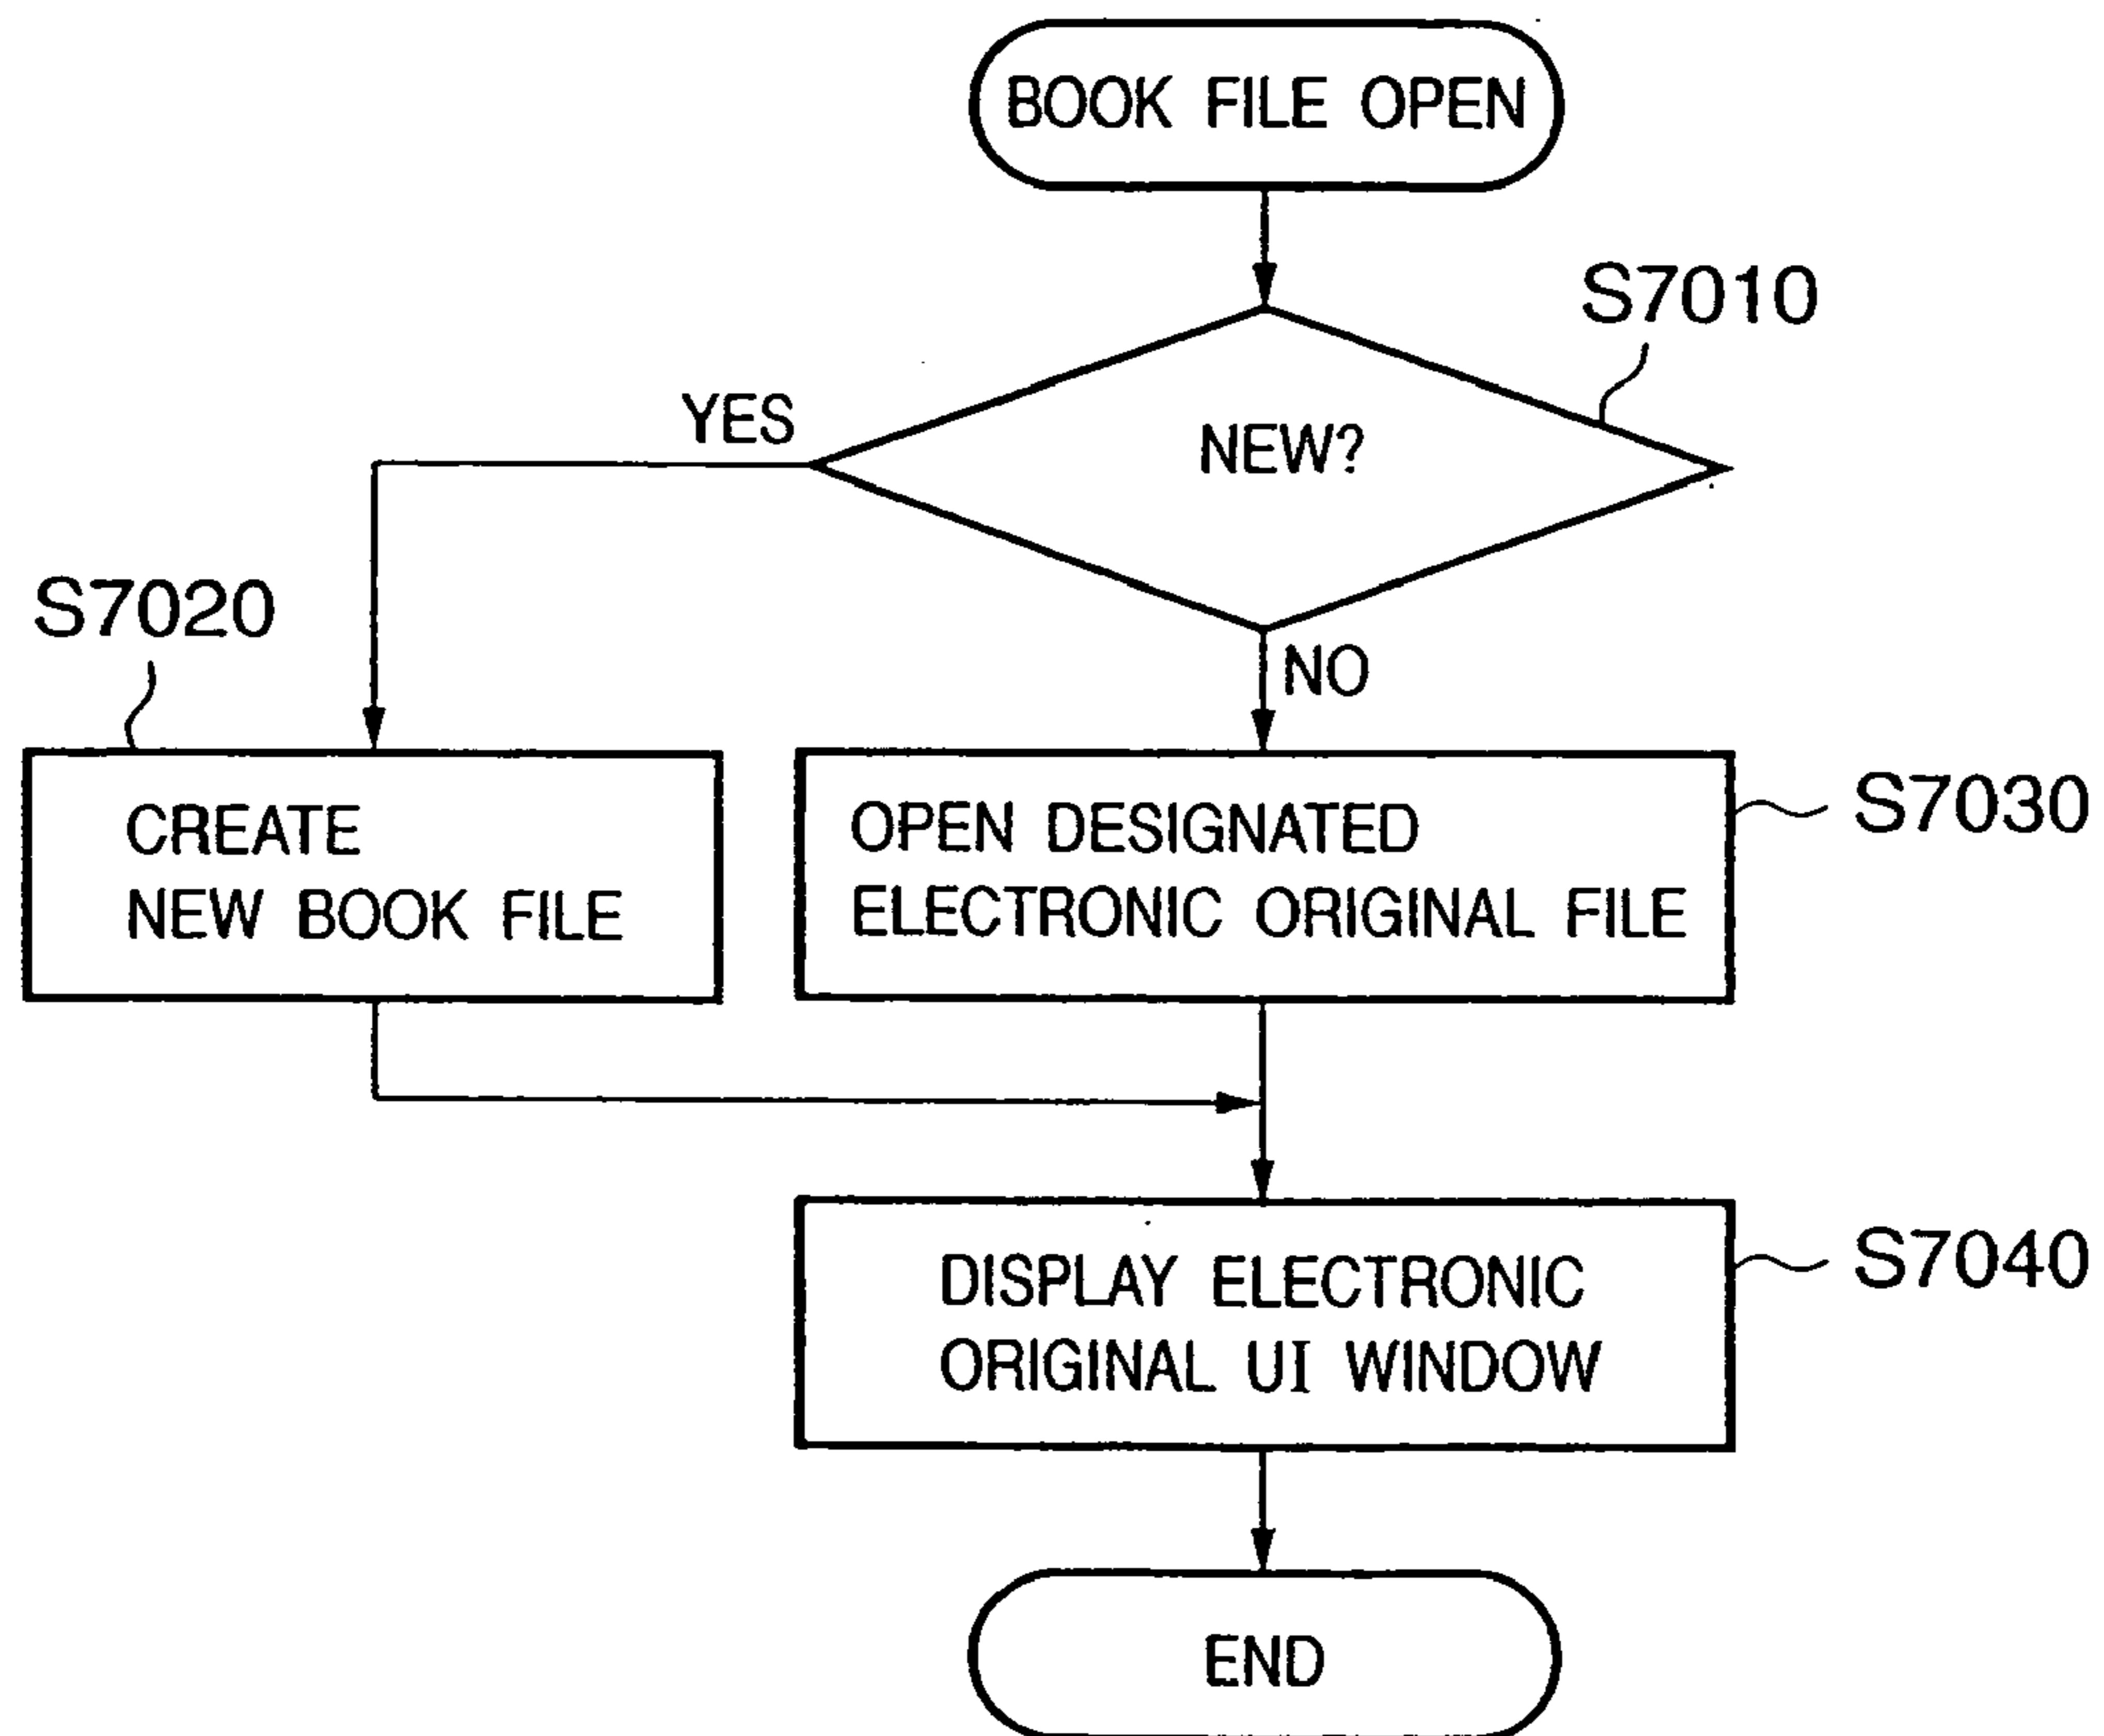 BOOK FILE OPEN
S7010
YES
NEW?
S7020
NO
CREATE
NEW BOOK FILE
OPEN DESIGNATED
ELECTRONIC ORIGINAL FILE
S7030
DISPLAY ELECTRONIC
ORIGINAL UI WINDOW
S7040
END